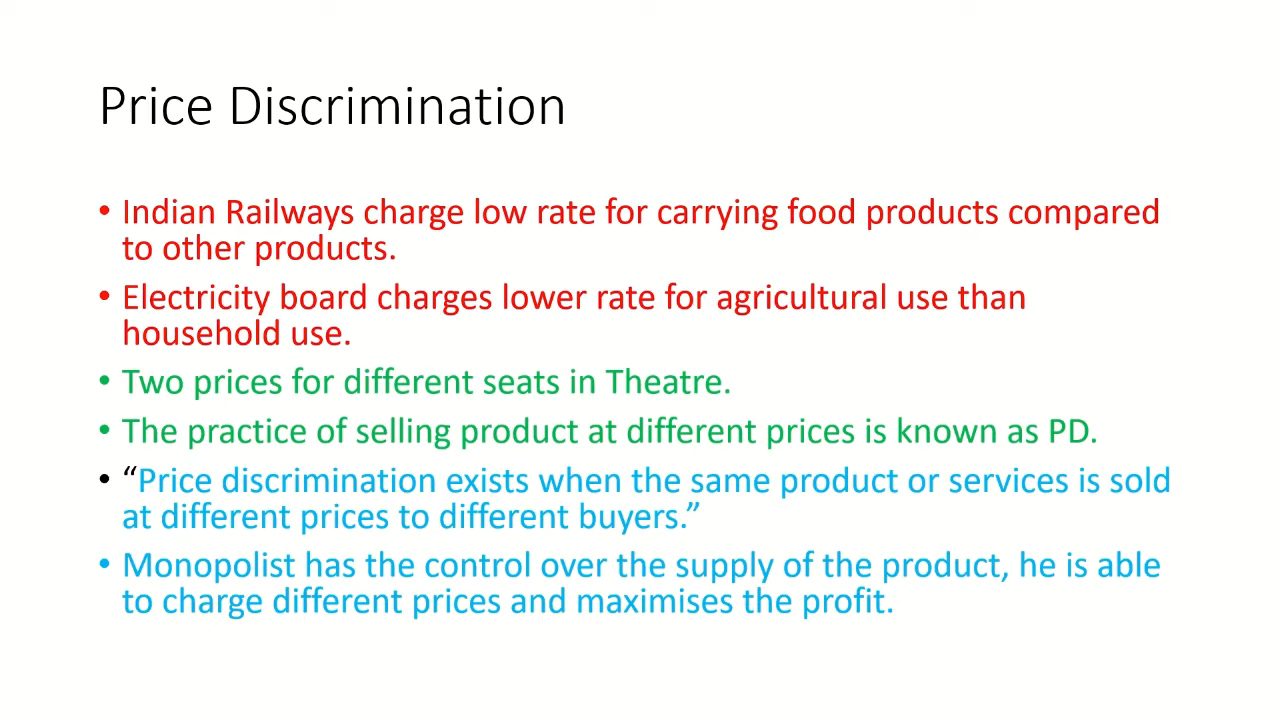 Price Discrimination
• Indian Railways charge low rate for carrying food products compared
to other products.
• Electricity board charges lower rate for agricultural use than
household use.
• Two prices for different seats in Theatre.
• The practice of selling product at different prices is known as PD.
• “Price discrimination exists when the same product or services is sold
at different prices to different buyers.”
• Monopolist has the control over the supply of the product, he is able
to charge different prices and maximises the profit.